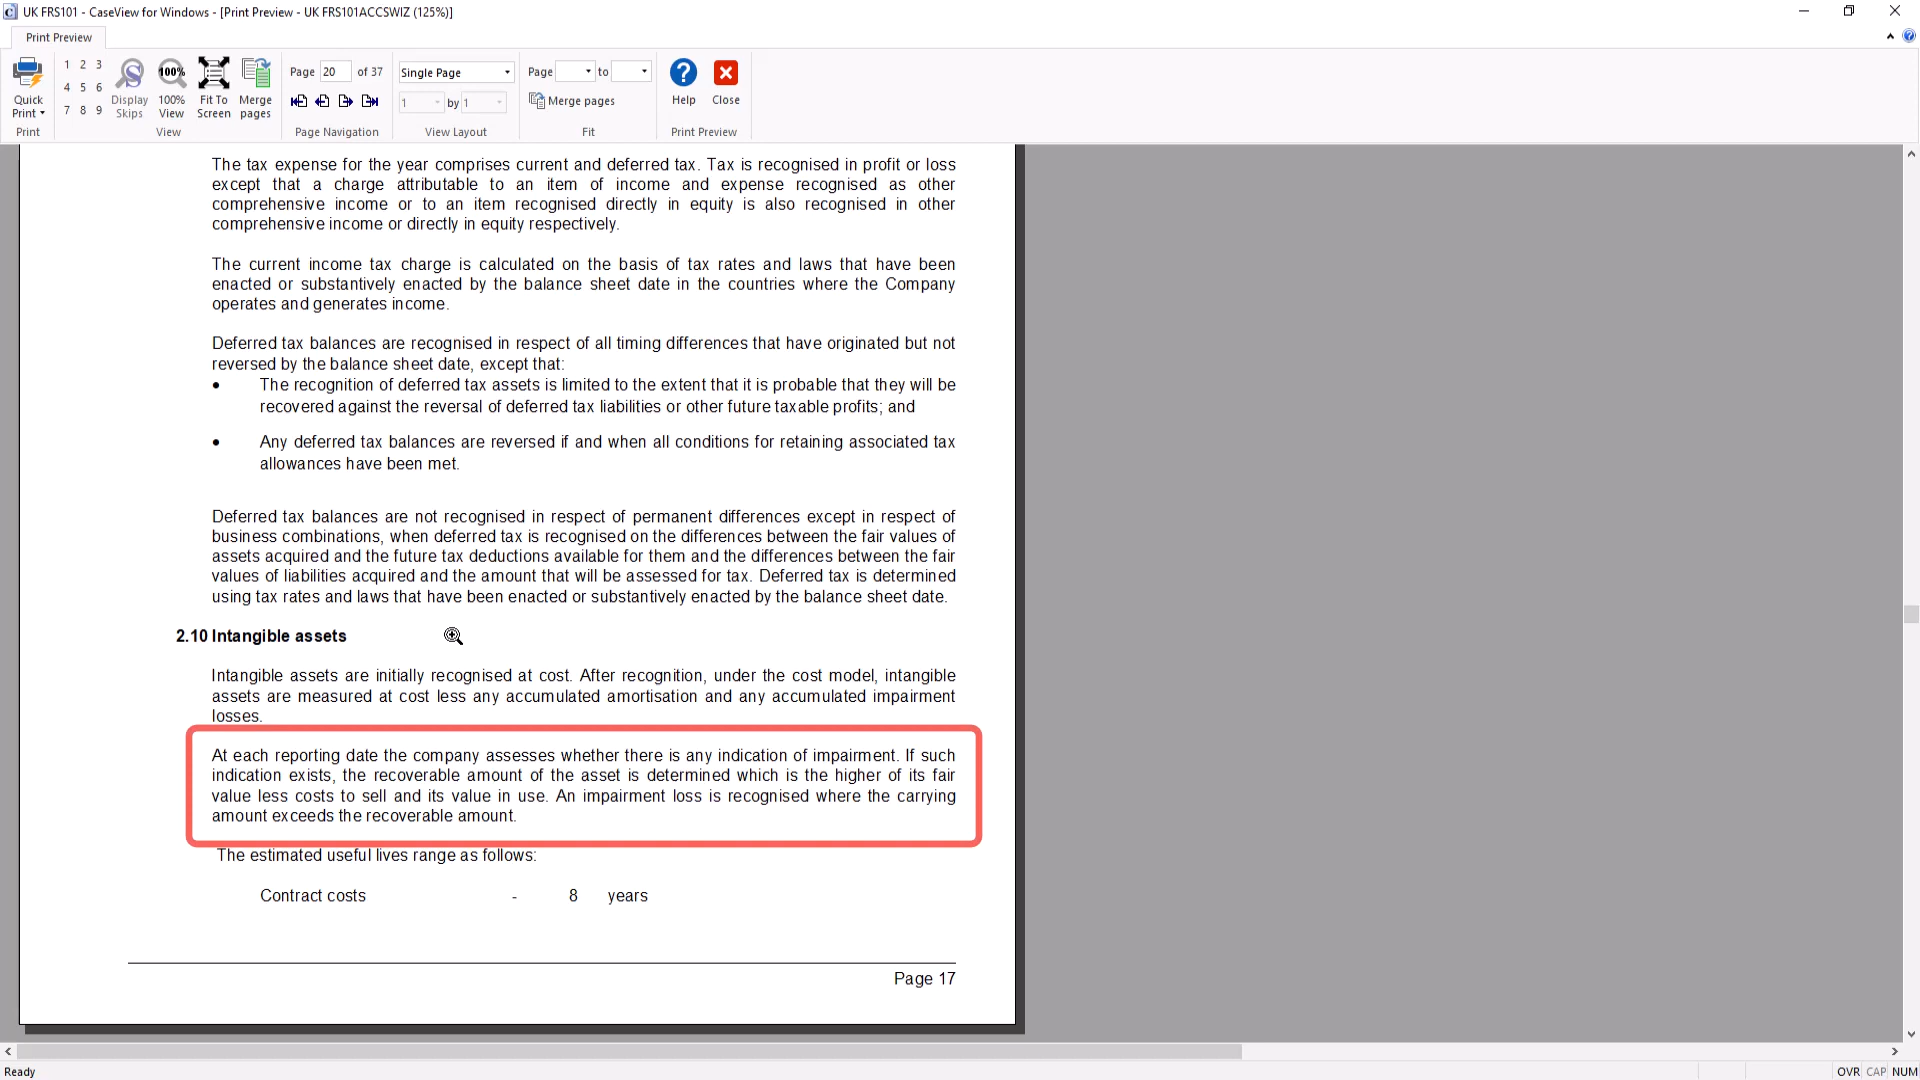 UK FRS101 - CaseView for Windows - [Print Preview - UK FRS101ACCSWIZ (125%)]
Print Preview
Quick Print
1 2 3
4 5 6
7 8 9
Display Skips
100%
100% View
Fit To Screen
Merge pages
Page 20 of 37
Single Page
1 by 1
Page to
Merge pages
Help
Close
Print
View
Page Navigation
View Layout
Fit
Print Preview
The tax expense for the year comprises current and deferred tax. Tax is recognised in profit or loss
except that a charge attributable to an item of income and expense recognised as other
comprehensive income or to an item recognised directly in equity is also recognised in other
comprehensive income or directly in equity respectively.
The current income tax charge is calculated on the basis of tax rates and laws that have been
enacted or substantively enacted by the balance sheet date in the countries where the Company
operates and generates income.
Deferred tax balances are recognised in respect of all timing differences that have originated but not
reversed by the balance sheet date, except that:
• The recognition of deferred tax assets is limited to the extent that it is probable that they will be
recovered against the reversal of deferred tax liabilities or other future taxable profits; and
• Any deferred tax balances are reversed if and when all conditions for retaining associated tax
allowances have been met.
Deferred tax balances are not recognised in respect of permanent differences except in respect of
business combinations, when deferred tax is recognised on the differences between the fair values of
assets acquired and the future tax deductions available for them and the differences between the fair
values of liabilities acquired and the amount that will be assessed for tax. Deferred tax is determined
using tax rates and laws that have been enacted or substantively enacted by the balance sheet date.
2.10 Intangible assets
Intangible assets are initially recognised at cost. After recognition, under the cost model, intangible
assets are measured at cost less any accumulated amortisation and any accumulated impairment
losses.
At each reporting date the company assesses whether there is any indication of impairment. If such
indication exists, the recoverable amount of the asset is determined which is the higher of its fair
value less costs to sell and its value in use. An impairment loss is recognised where the carrying
amount exceeds the recoverable amount.
The estimated useful lives range as follows:
Contract costs - 8 years
Page 17
Ready
OVR CAP NUM